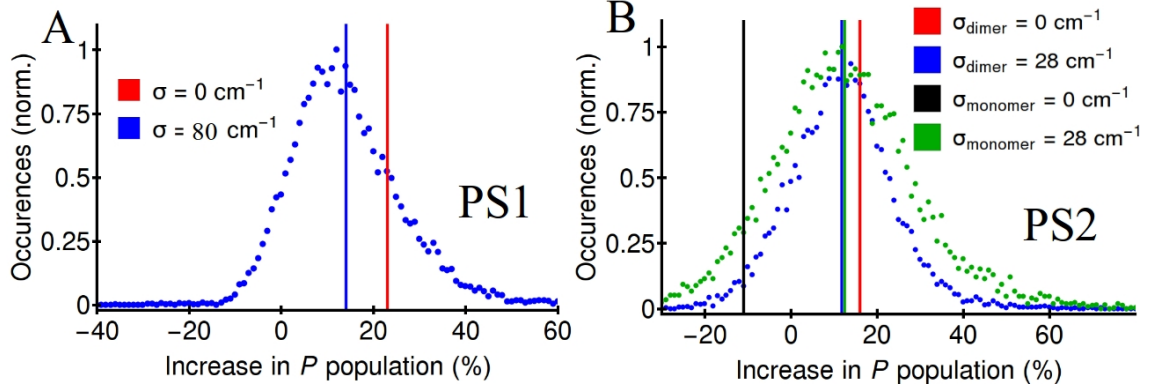 A
Occurences (norm.)
1
0.75
0.5
0.25
0
σ = 0 cm⁻¹
σ = 80 cm⁻¹
PS1
−40 −20 0 20 40 60
Increase in P population (%)
B
Occurences (norm.)
1
0.75
0.5
0.25
0
σdimer = 0 cm⁻¹
σdimer = 28 cm⁻¹
σmonomer = 0 cm⁻¹
σmonomer = 28 cm⁻¹
PS2
−20 0 20 40 60
Increase in P population (%)